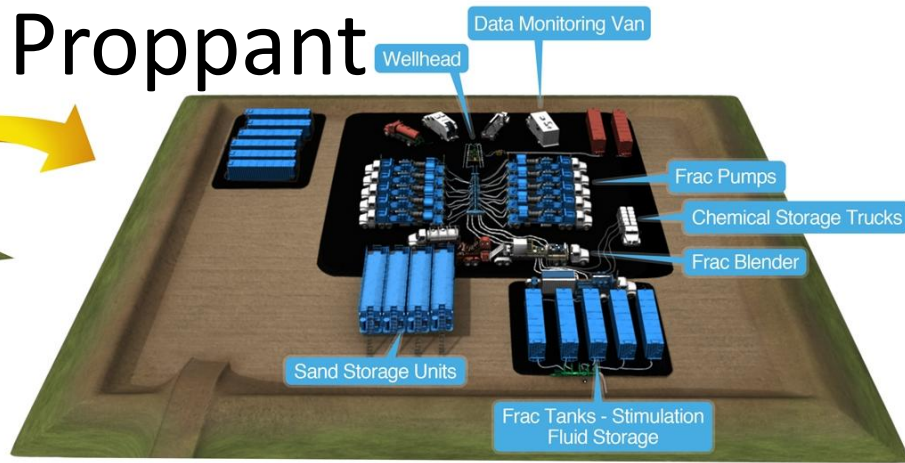 Proppant
Data Monitoring Van
Wellhead
Frac Pumps
Chemical Storage Trucks
Frac Blender
Sand Storage Units
Frac Tanks - Stimulation
Fluid Storage